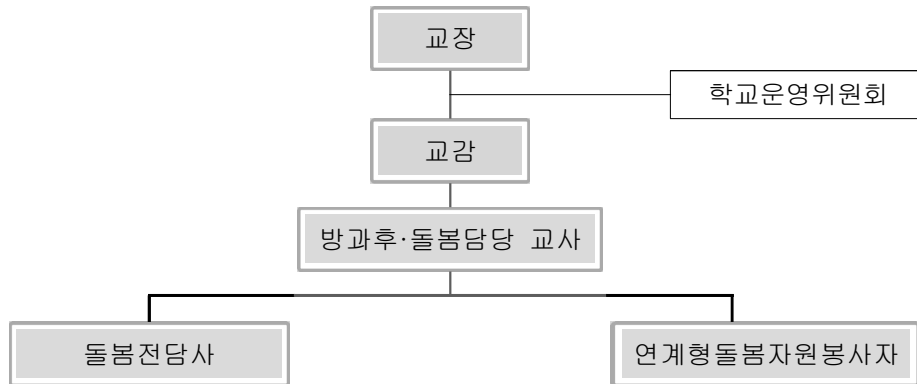 교장
학교운영위원회
교감
방과후·돌봄담당 교사
돌봄전담사
연계형돌봄자원봉사자